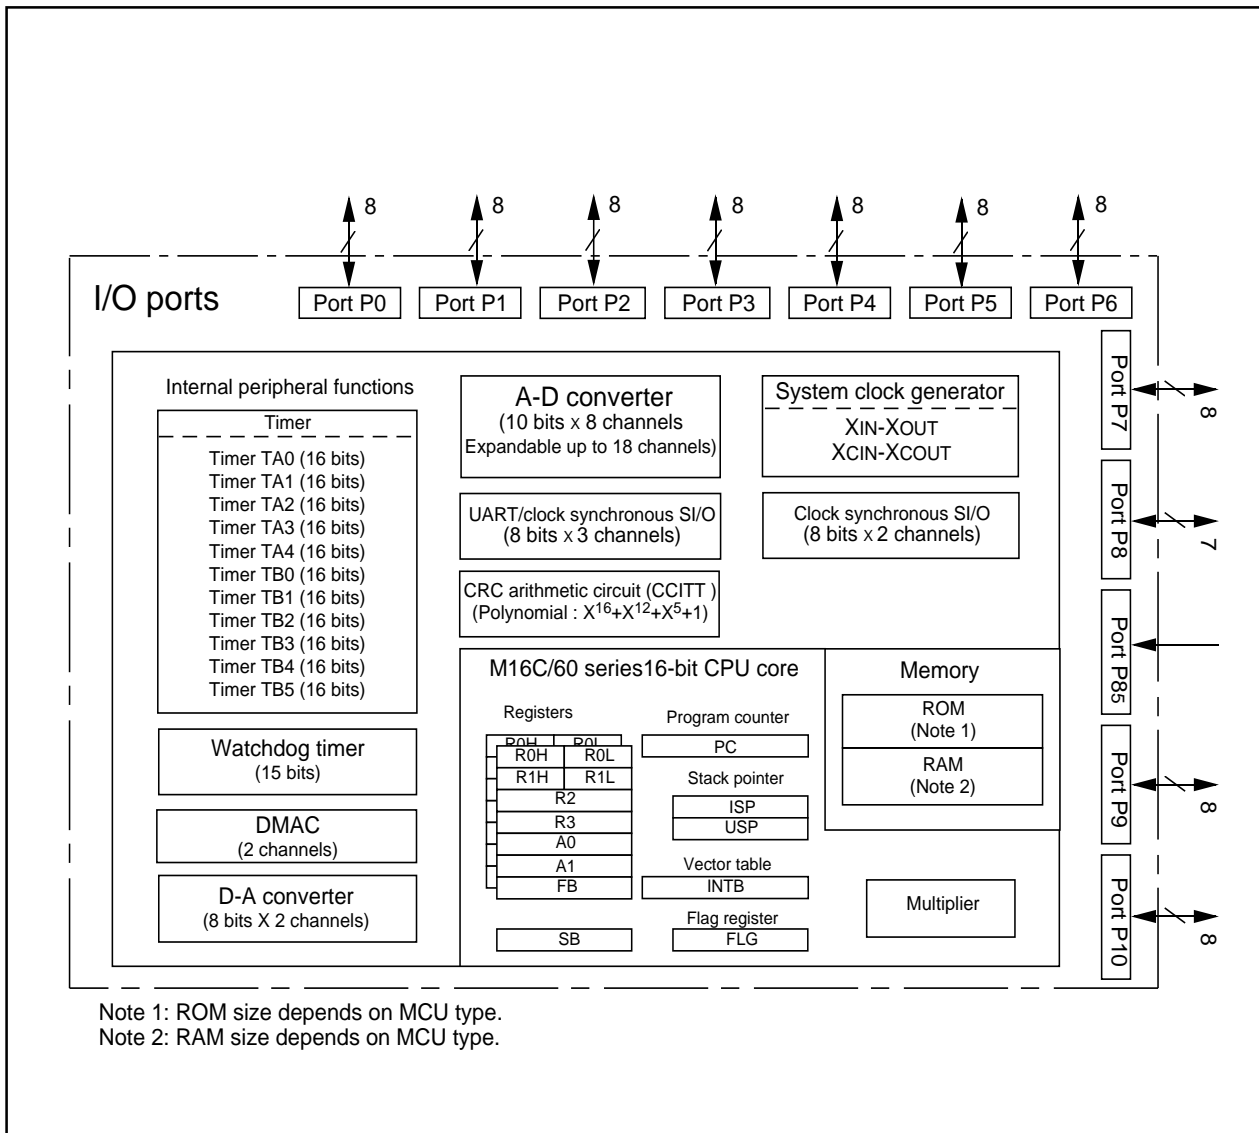 8 8 8 8 8 8 8
I/O ports
Port P0 Port P1 Port P2 Port P3 Port P4 Port P5 Port P6
Port P7
8
Port P8
7
Port P85
Port P9
8
Port P10
8
Internal peripheral functions
Timer
Timer TA0 (16 bits)
Timer TA1 (16 bits)
Timer TA2 (16 bits)
Timer TA3 (16 bits)
Timer TA4 (16 bits)
Timer TB0 (16 bits)
Timer TB1 (16 bits)
Timer TB2 (16 bits)
Timer TB3 (16 bits)
Timer TB4 (16 bits)
Timer TB5 (16 bits)
Watchdog timer
(15 bits)
DMAC
(2 channels)
D-A converter
(8 bits X 2 channels)
A-D converter
(10 bits x 8 channels
Expandable up to 18 channels)
System clock generator
XIN-XOUT
XCIN-XCOUT
UART/clock synchronous SI/O
(8 bits x 3 channels)
Clock synchronous SI/O
(8 bits x 2 channels)
CRC arithmetic circuit (CCITT )
(Polynomial : X16+X12+X5+1)
M16C/60 series16-bit CPU core
Registers
R0H R0L
R0H R0L
R1H R1L
R2
R3
A0
A1
FB
SB
Program counter
PC
Stack pointer
ISP
USP
Vector table
INTB
Flag register
FLG
Memory
ROM
(Note 1)
RAM
(Note 2)
Multiplier
Note 1: ROM size depends on MCU type.
Note 2: RAM size depends on MCU type.